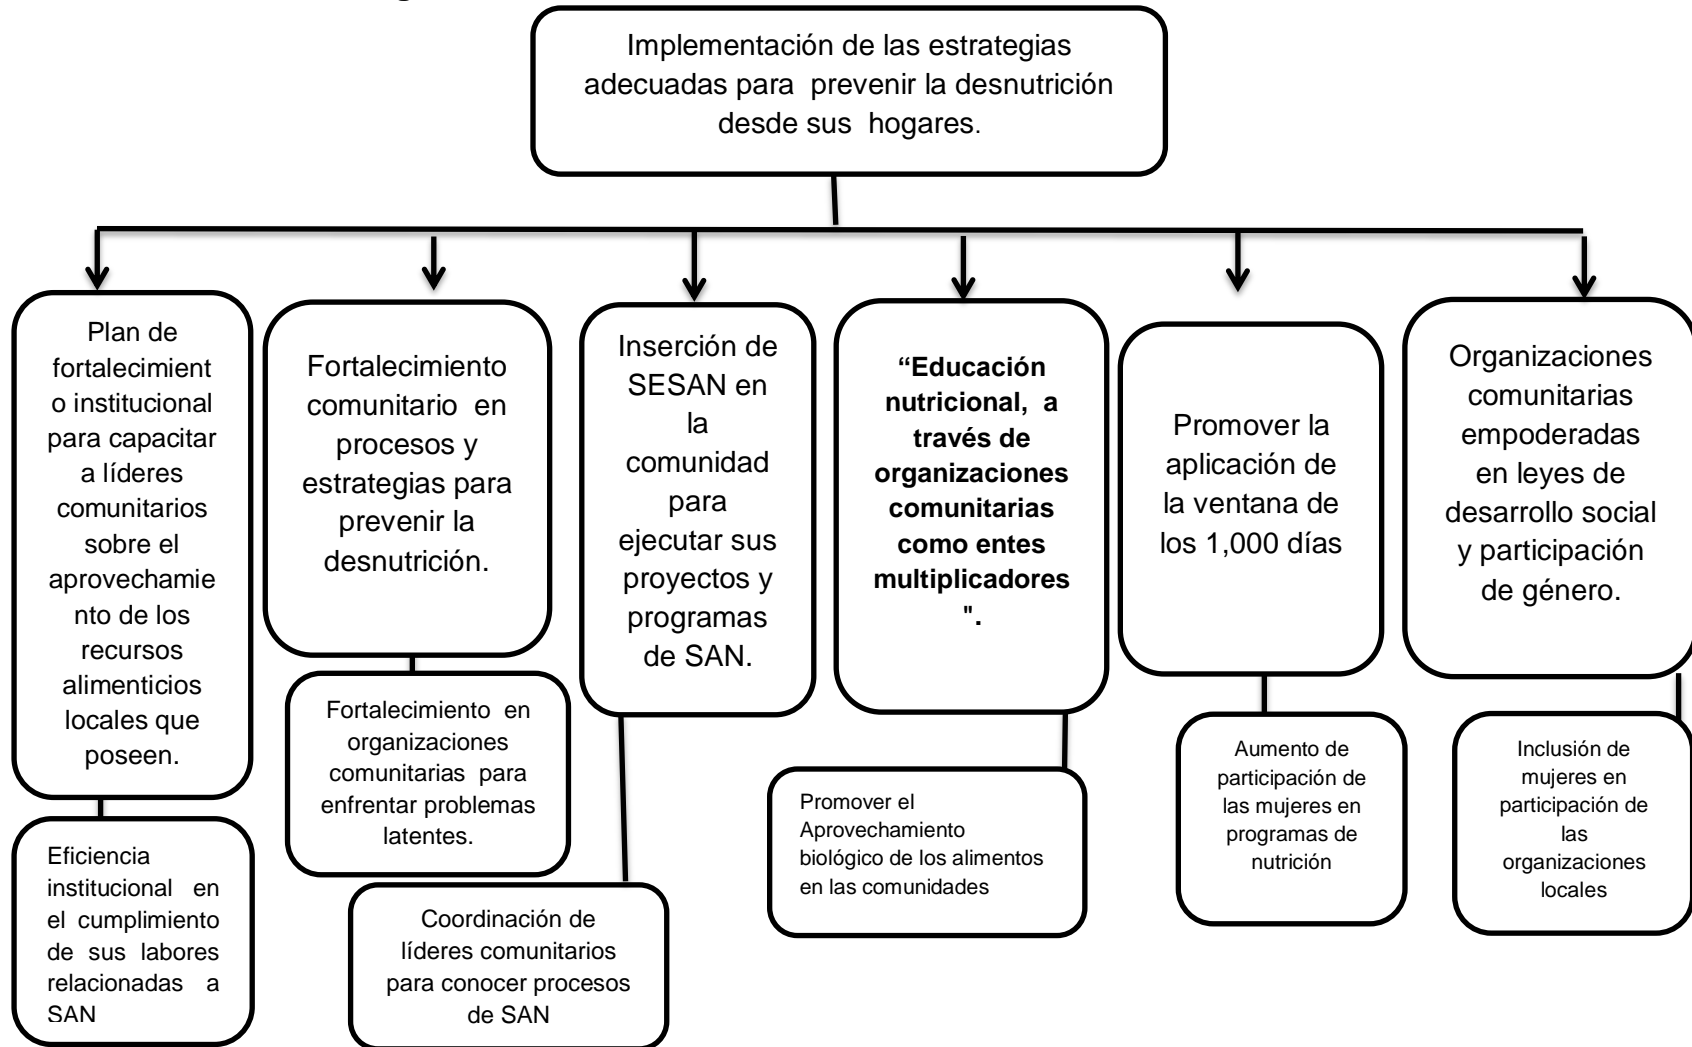 Implementación de las estrategias
adecuadas para prevenir la desnutrición
desde sus hogares.
Plan de
fortalecimient
o institucional
para capacitar
a líderes
comunitarios
sobre el
aprovechamie
nto de los
recursos
alimenticios
locales que
poseen.
Fortalecimiento
comunitario en
procesos y
estrategias para
prevenir la
desnutrición.
Inserción de
SESAN en
la
comunidad
para
ejecutar sus
proyectos y
programas
de SAN.
“Educación
nutricional, a
través de
organizaciones
comunitarias
como entes
multiplicadores
".
Promover la
aplicación de
la ventana de
los 1,000 días
Organizaciones
comunitarias
empoderadas
en leyes de
desarrollo social
y participación
de género.
Eficiencia
institucional en
el cumplimiento
de sus labores
relacionadas a
SAN
Fortalecimiento en
organizaciones
comunitarias para
enfrentar problemas
latentes.
Coordinación de
líderes comunitarios
para conocer procesos
de SAN
Promover el
Aprovechamiento
biológico de los alimentos
en las comunidades
Aumento de
participación de
las mujeres en
programas de
nutrición
Inclusión de
mujeres en
participación de
las
organizaciones
locales